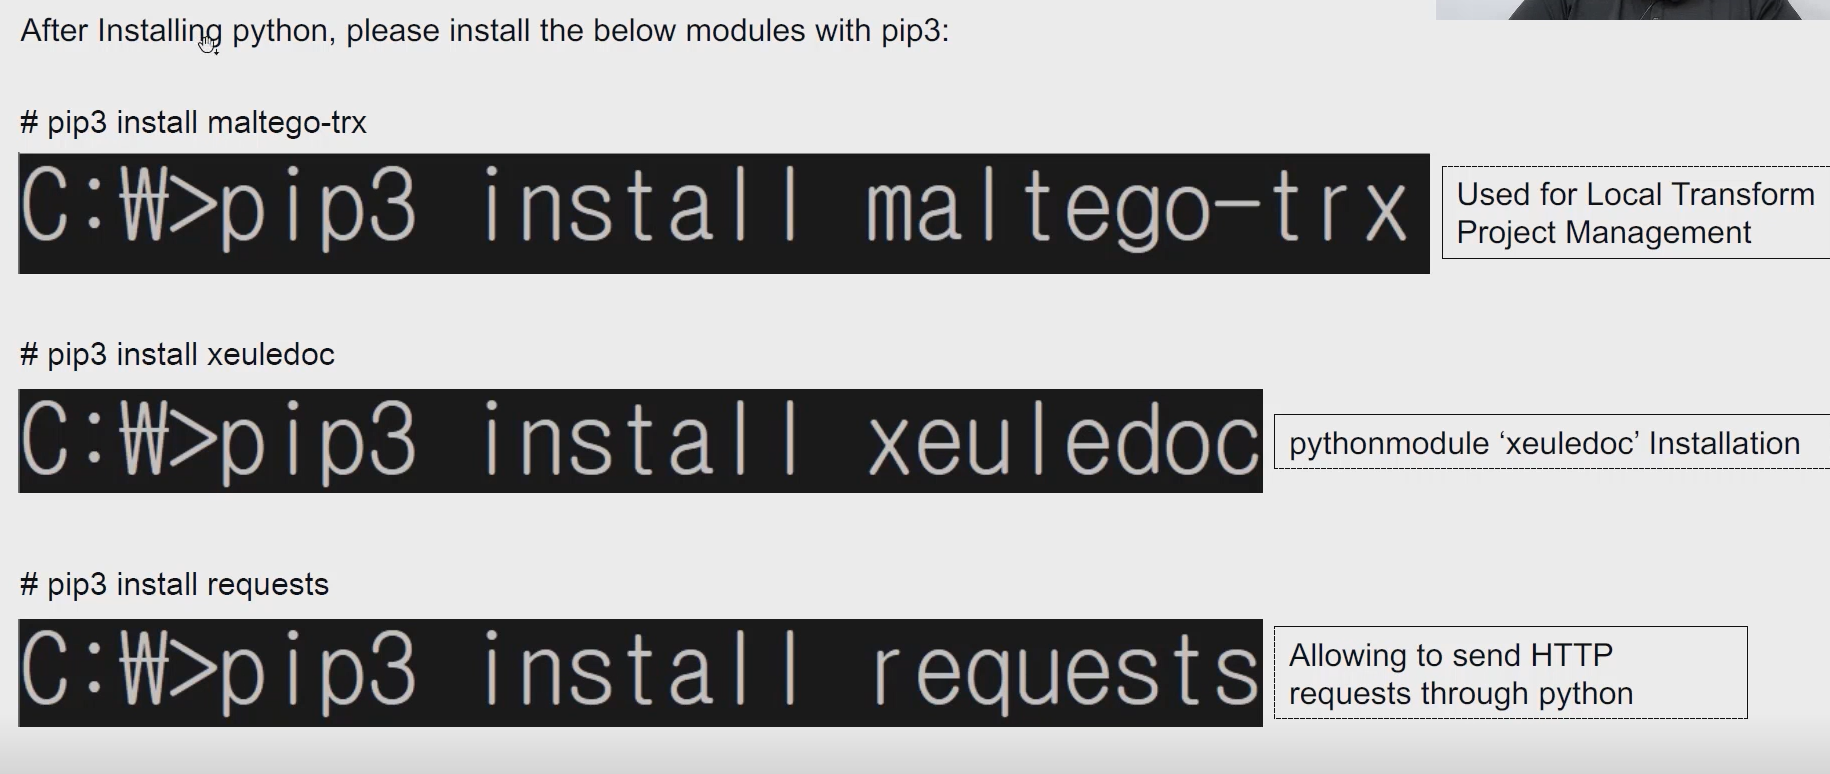 After Installing python, please install the below modules with pip3:
# pip3 install maltego-trx
C:₩>pip3 install maltego-trx
Used for Local Transform
Project Management
# pip3 install xeuledoc
C:₩>pip3 install xeuledoc
pythonmodule ‘xeuledoc’ Installation
# pip3 install requests
C:₩>pip3 install requests
Allowing to send HTTP
requests through python